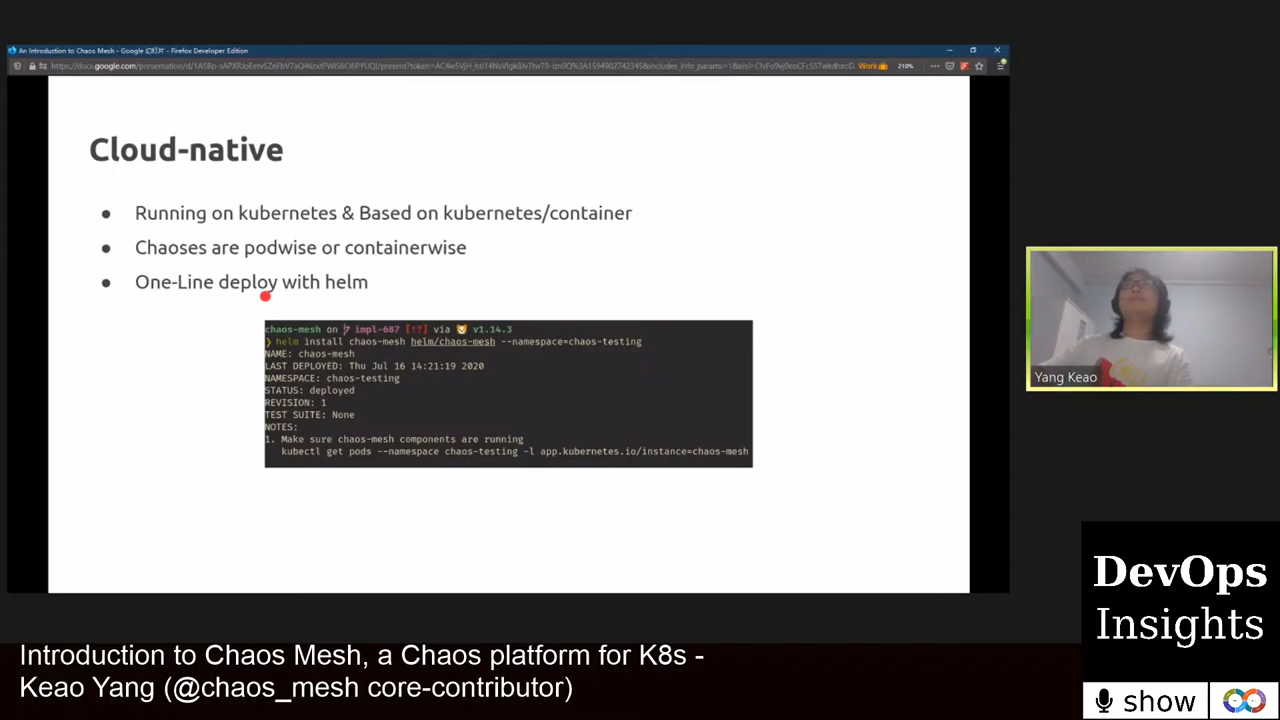 An Introduction to Chaos Mesh - Google 幻灯片 - Firefox Developer Edition
Work
210%
Cloud-native
● Running on kubernetes & Based on kubernetes/container
● Chaoses are podwise or containerwise
● One-Line deploy with helm
chaos-mesh on impl-687 [!?] via v1.14.3
❯ helm install chaos-mesh helm/chaos-mesh --namespace=chaos-testing
NAME: chaos-mesh
LAST DEPLOYED: Thu Jul 16 14:21:19 2020
NAMESPACE: chaos-testing
STATUS: deployed
REVISION: 1
TEST SUITE: None
NOTES:
1. Make sure chaos-mesh components are running
kubectl get pods --namespace chaos-testing -l app.kubernetes.io/instance=chaos-mesh
Yang Keao
DevOps
Insights
show
Introduction to Chaos Mesh, a Chaos platform for K8s -
Keao Yang (@chaos_mesh core-contributor)